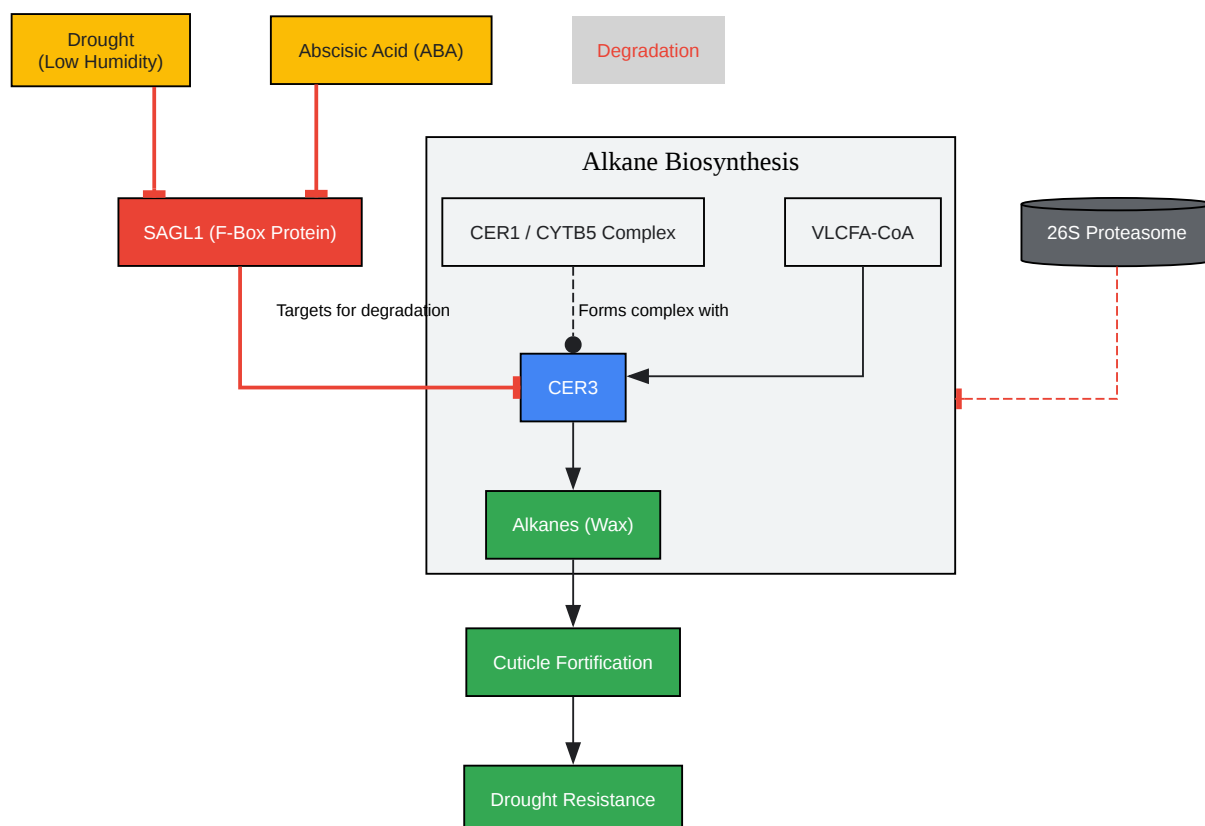 Drought
(Low Humidity)
Abscisic Acid (ABA)
Degradation
Alkane Biosynthesis
SAGL1 (F-Box Protein)
CER1 / CYTB5 Complex
VLCFA-CoA
26S Proteasome
Targets for degradation
Forms complex with
CER3
Alkanes (Wax)
Cuticle Fortification
Drought Resistance